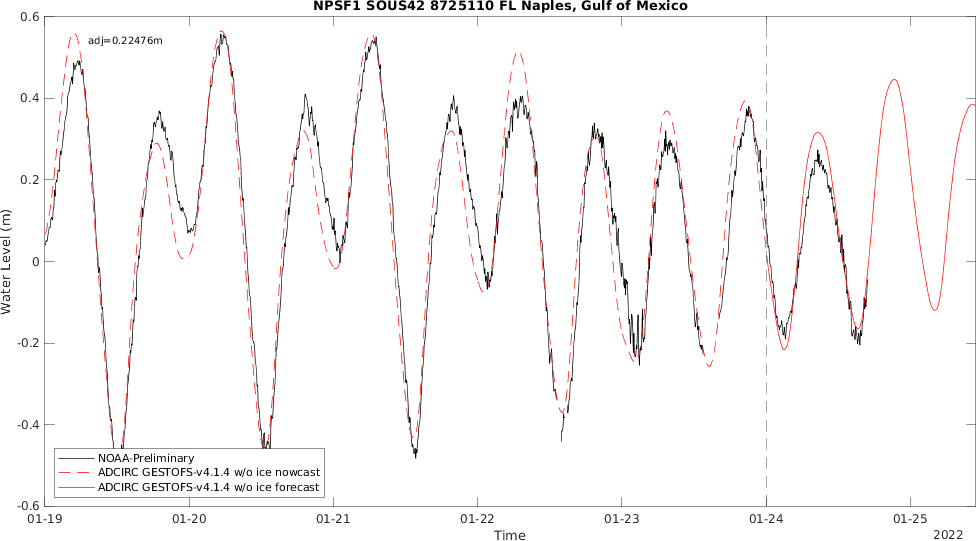 NPSF1 SOUS42 8725110 FL Naples, Gulf of Mexico
adj=0.22476m
0.6
0.4
0.2
0
-0.2
-0.4
-0.6
Water Level (m)
NOAA-Preliminary
ADCIRC GESTOFS-v4.1.4 w/o ice nowcast
ADCIRC GESTOFS-v4.1.4 w/o ice forecast
01-19 01-20 01-21 01-22 01-23 01-24 01-25
Time
2022